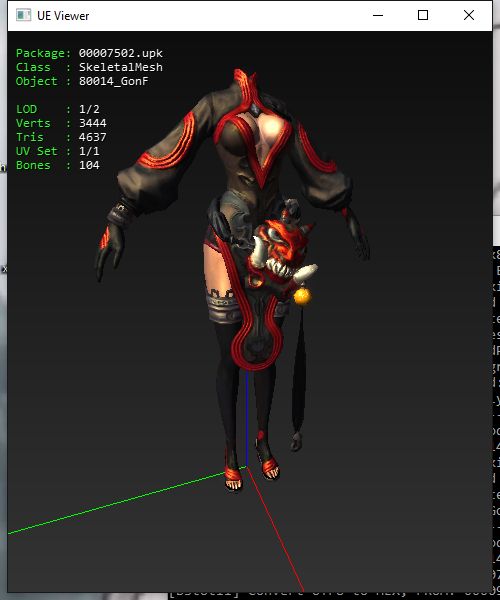 UE Viewer
Package: 00007502.upk
Class : SkeletalMesh
Object : 80014_GonF
LOD : 1/2
Verts : 3444
Tris : 4637
UV Set : 1/1
Bones : 104